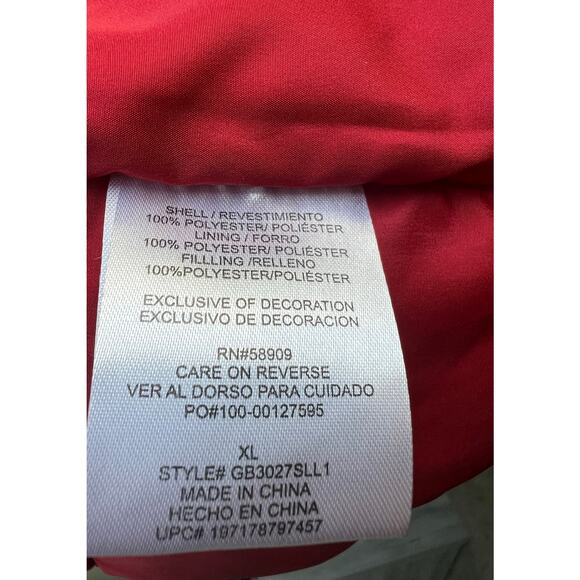 SHELL / REVESTIMIENTO
100% POLYESTER/ POLIÉSTER
LINING / FORRO
100% POLYESTER/ POLIÉSTER
FILLLING /RELLENO
100%POLYESTER/POLIÉSTER
EXCLUSIVE OF DECORATION
EXCLUSIVO DE DECORACION
RN#58909
CARE ON REVERSE
VER AL DORSO PARA CUIDADO
PO#100-00127595
XL
STYLE# GB3027SLL1
MADE IN CHINA
HECHO EN CHINA
UPC# 197178797457